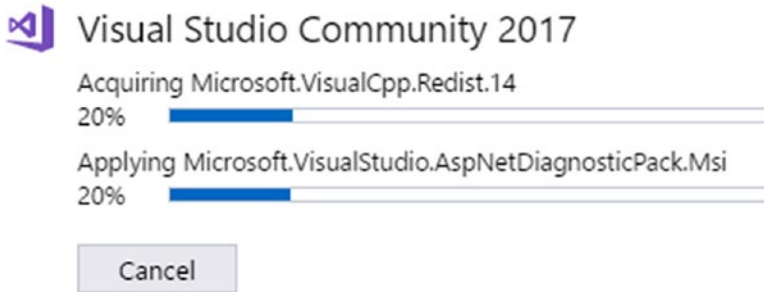 Visual Studio Community 2017
Acquiring Microsoft.VisualCpp.Redist.14
20%
Applying Microsoft.VisualStudio.AspNetDiagnosticPack.Msi
20%
Cancel